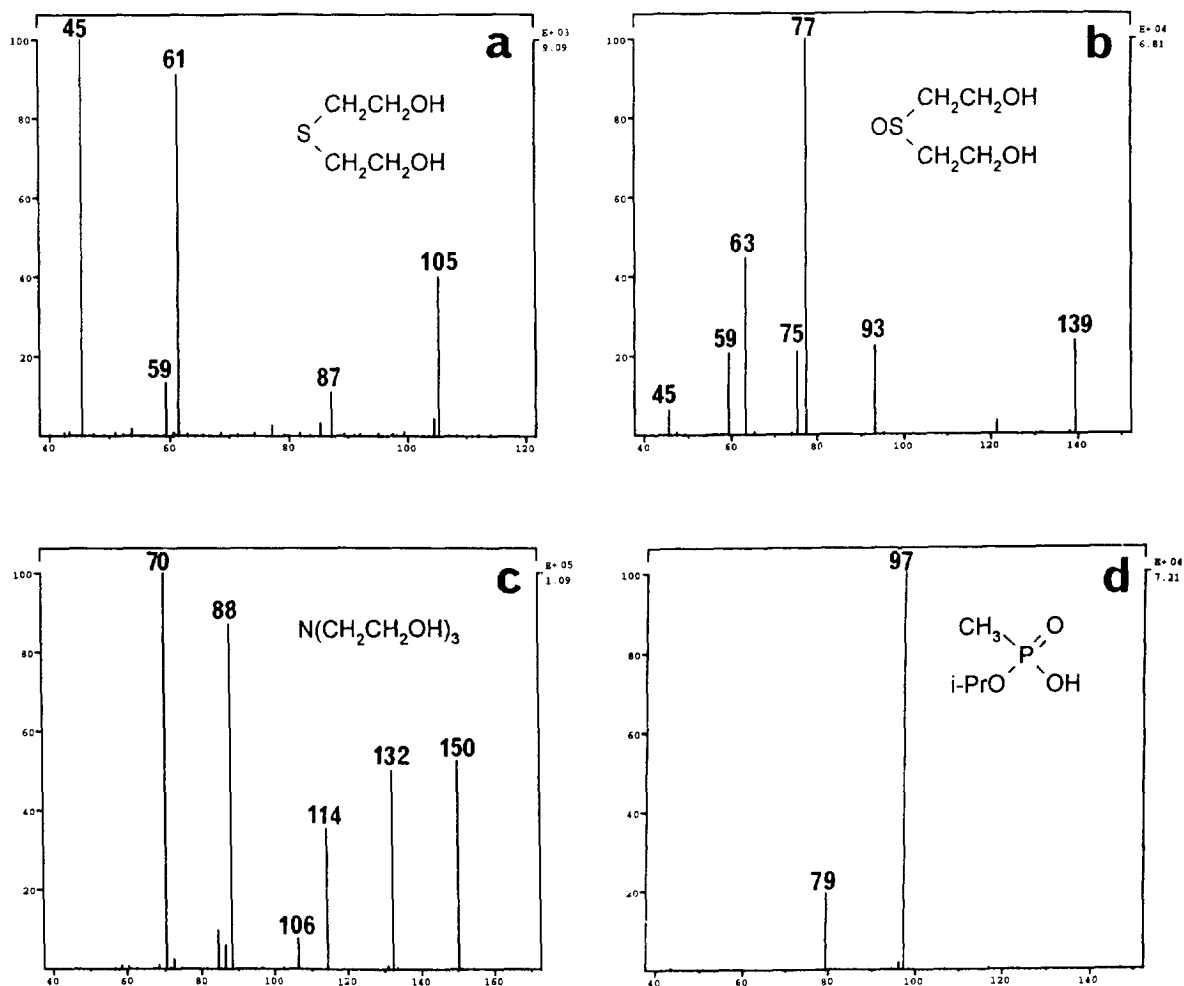 a
E+03
9.09
100
80
60
40
20
45
61
59
87
105
CH₂CH₂OH
S
CH₂CH₂OH
40 60 80 100 120
b
E+04
6.81
100
80
60
40
20
77
63
59
75
93
139
45
CH₂CH₂OH
OS
CH₂CH₂OH
40 60 80 100 120 140
c
E+05
1.09
100
80
60
40
20
70
88
106
114
132
150
N(CH₂CH₂OH)₃
40 60 80 100 120 140 160
d
E+04
7.21
100
80
60
40
20
97
79
CH₃ O
P
i-PrO OH
40 60 80 100 120 140